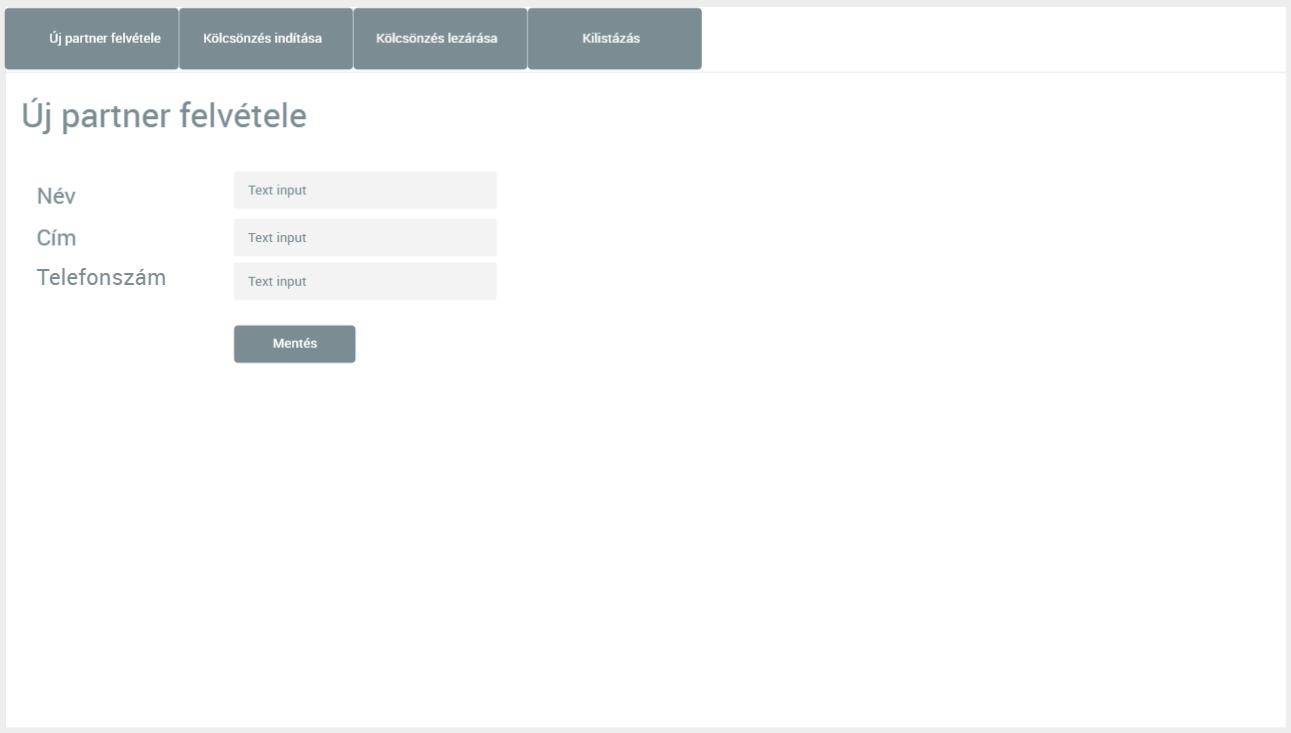 Új partner felvétele Kölcsönzés indítása Kölcsönzés lezárása Kilistázás
Új partner felvétele
Név Text input
Cím Text input
Telefonszám Text input
Mentés